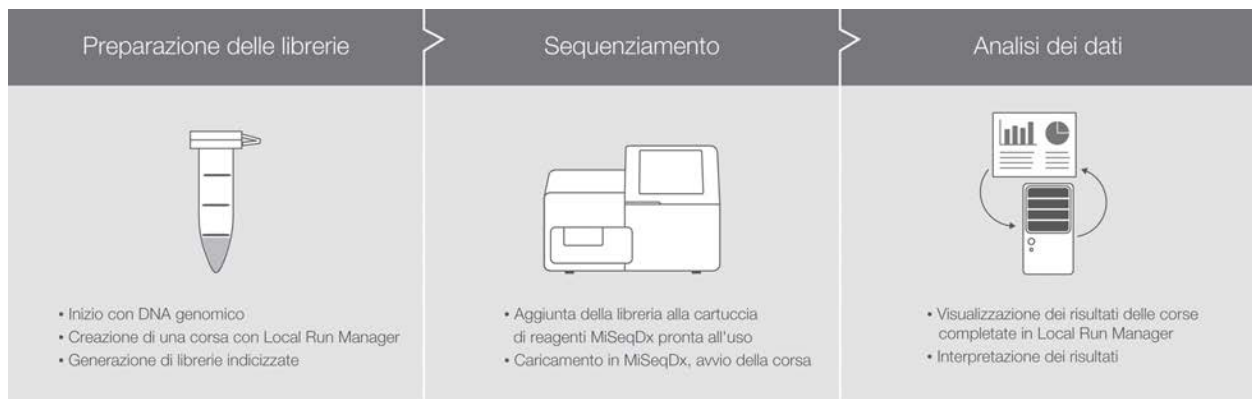 Preparazione delle librerie
Sequenziamento
Analisi dei dati
• Inizio con DNA genomico
• Creazione di una corsa con Local Run Manager
• Generazione di librerie indicizzate
• Aggiunta della libreria alla cartuccia
di reagenti MiSeqDx pronta all'uso
• Caricamento in MiSeqDx, avvio della corsa
• Visualizzazione dei risultati delle corse
completate in Local Run Manager
• Interpretazione dei risultati